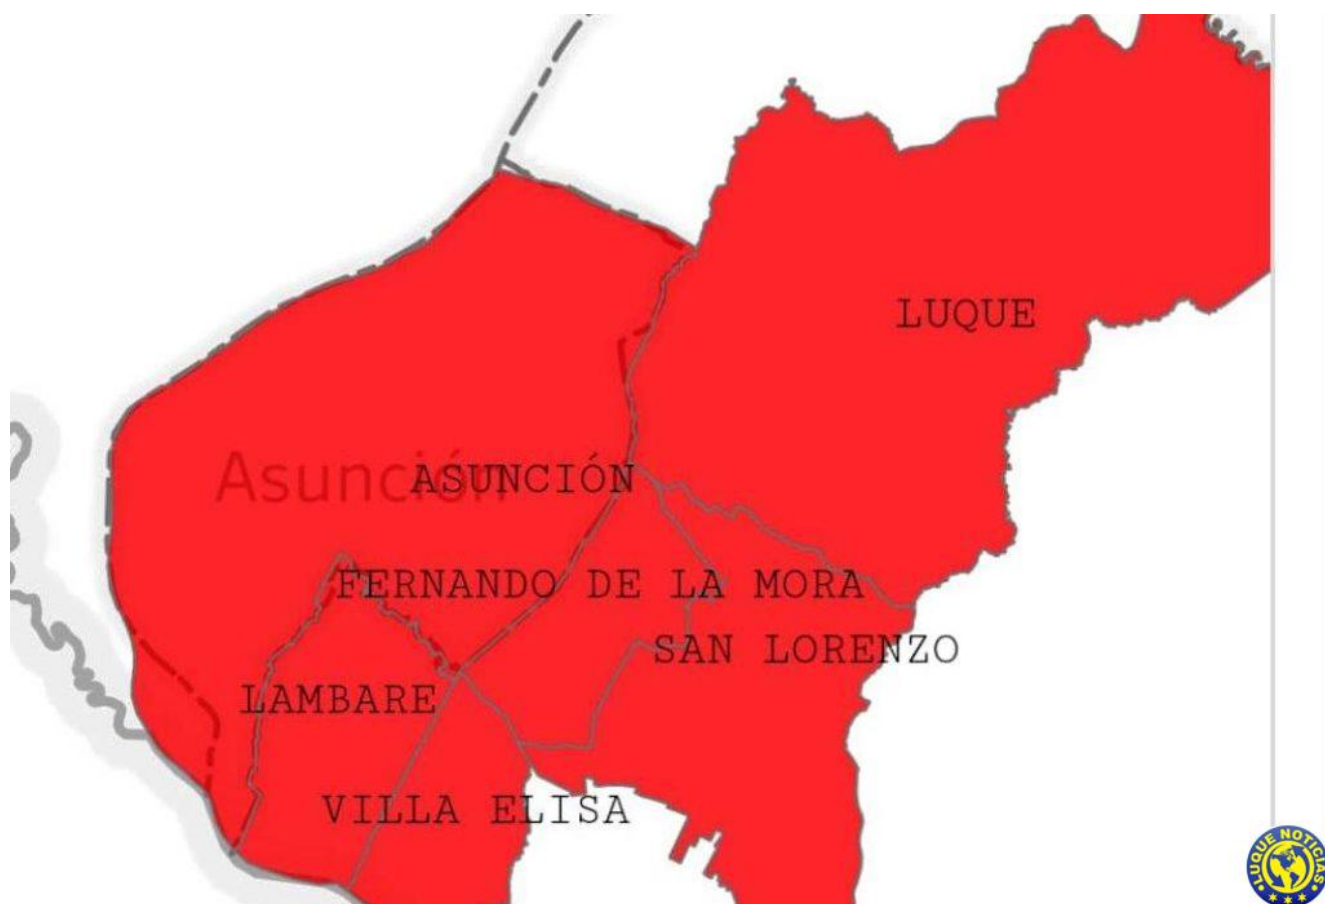 LUQUE
Asunción
ASUNCIÓN
FERNANDO DE LA MORA
SAN LORENZO
LAMBARE
VILLA ELISA
LUQUE NOTICIAS